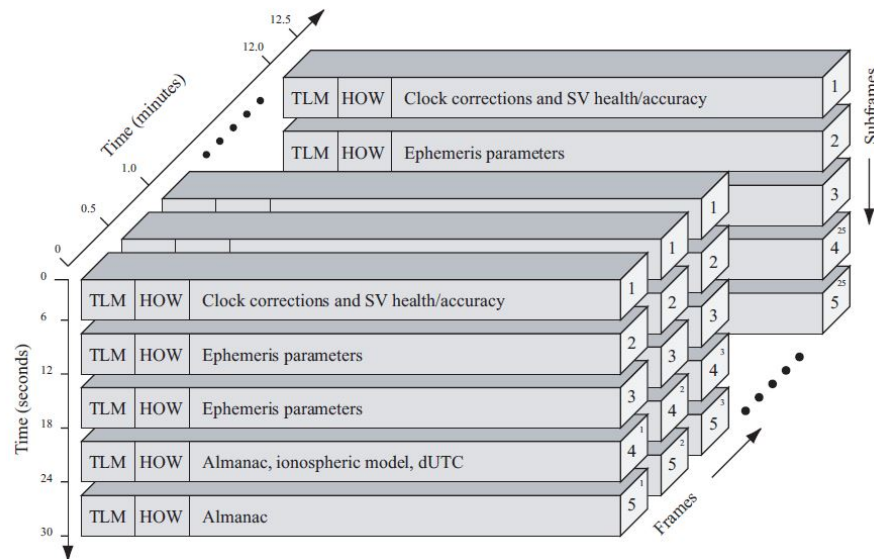 12.5
12.0
Time (minutes)
1.0
0.5
0
TLM HOW Clock corrections and SV health/accuracy 1
TLM HOW Ephemeris parameters 2
3
4 25
5 25
Subframes
1
2
3
4 3
5 3
1
2
3
4 2
5 2
0
TLM HOW Clock corrections and SV health/accuracy 1
6
TLM HOW Ephemeris parameters 2
12
TLM HOW Ephemeris parameters 3
18
TLM HOW Almanac, ionospheric model, dUTC 4 1
24
TLM HOW Almanac 5 1
30
Time (seconds)
Frames